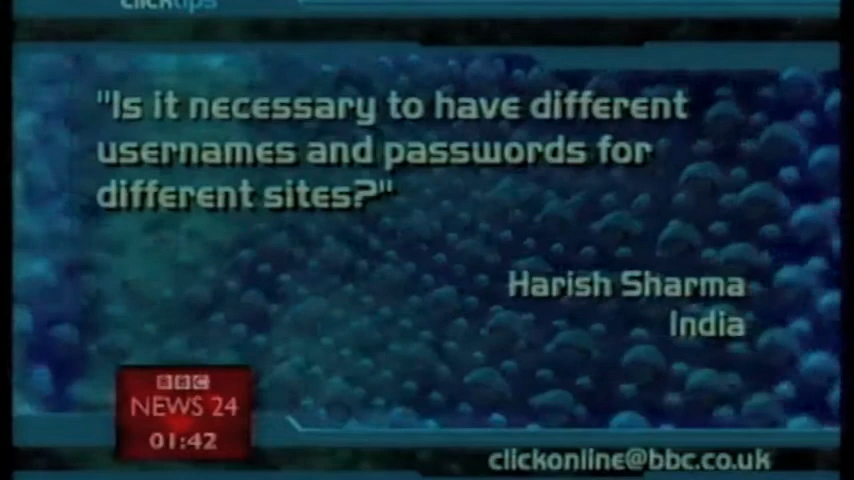 clicktips
"Is it necessary to have different
usernames and passwords for
different sites?"
Harish Sharma
India
BBC
NEWS 24
01:42
clickonline@bbc.co.uk